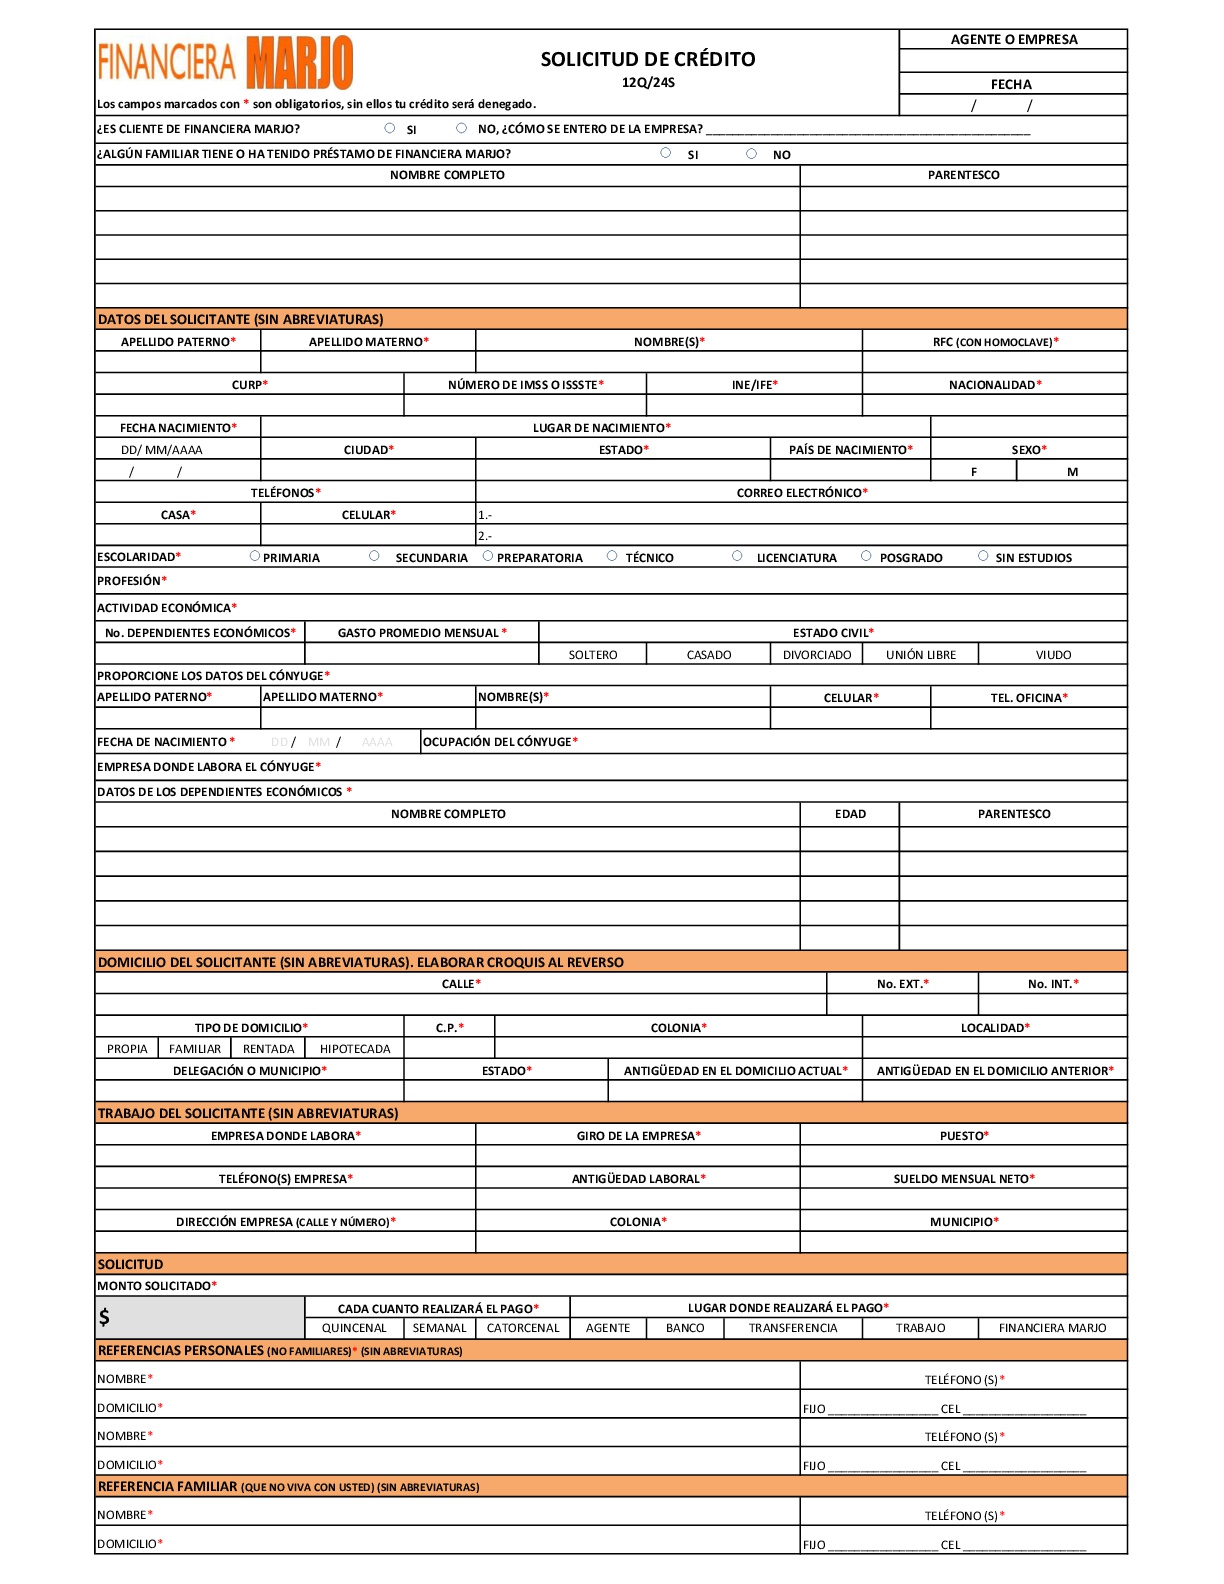 FINANCIERA MARJO
SOLICITUD DE CRÉDITO
12Q/24S
AGENTE O EMPRESA
FECHA
/ /
Los campos marcados con * son obligatorios, sin ellos tu crédito será denegado.
¿ES CLIENTE DE FINANCIERA MARJO? SI NO, ¿CÓMO SE ENTERO DE LA EMPRESA? ____________________________________________
¿ALGÚN FAMILIAR TIENE O HA TENIDO PRÉSTAMO DE FINANCIERA MARJO? SI NO
NOMBRE COMPLETO PARENTESCO
DATOS DEL SOLICITANTE (SIN ABREVIATURAS)
APELLIDO PATERNO* APELLIDO MATERNO* NOMBRE(S)* RFC (CON HOMOCLAVE)*
CURP* NÚMERO DE IMSS O ISSSTE* INE/IFE* NACIONALIDAD*
FECHA NACIMIENTO* LUGAR DE NACIMIENTO*
DD/ MM/AAAA CIUDAD* ESTADO* PAÍS DE NACIMIENTO* SEXO*
/ / F M
TELÉFONOS* CORREO ELECTRÓNICO*
CASA* CELULAR* 1.-
2.-
ESCOLARIDAD* PRIMARIA SECUNDARIA PREPARATORIA TÉCNICO LICENCIATURA POSGRADO SIN ESTUDIOS
PROFESIÓN*
ACTIVIDAD ECONÓMICA*
No. DEPENDIENTES ECONÓMICOS* GASTO PROMEDIO MENSUAL * ESTADO CIVIL*
SOLTERO CASADO DIVORCIADO UNIÓN LIBRE VIUDO
PROPORCIONE LOS DATOS DEL CÓNYUGE*
APELLIDO PATERNO* APELLIDO MATERNO* NOMBRE(S)* CELULAR* TEL. OFICINA*
FECHA DE NACIMIENTO * DD / MM / AAAA OCUPACIÓN DEL CÓNYUGE*
EMPRESA DONDE LABORA EL CÓNYUGE*
DATOS DE LOS DEPENDIENTES ECONÓMICOS *
NOMBRE COMPLETO EDAD PARENTESCO
DOMICILIO DEL SOLICITANTE (SIN ABREVIATURAS). ELABORAR CROQUIS AL REVERSO
CALLE* No. EXT.* No. INT.*
TIPO DE DOMICILIO* C.P.* COLONIA* LOCALIDAD*
PROPIA FAMILIAR RENTADA HIPOTECADA
DELEGACIÓN O MUNICIPIO* ESTADO* ANTIGÜEDAD EN EL DOMICILIO ACTUAL* ANTIGÜEDAD EN EL DOMICILIO ANTERIOR*
TRABAJO DEL SOLICITANTE (SIN ABREVIATURAS)
EMPRESA DONDE LABORA* GIRO DE LA EMPRESA* PUESTO*
TELÉFONO(S) EMPRESA* ANTIGÜEDAD LABORAL* SUELDO MENSUAL NETO*
DIRECCIÓN EMPRESA (CALLE Y NÚMERO)* COLONIA* MUNICIPIO*
SOLICITUD
MONTO SOLICITADO*
$ CADA CUANTO REALIZARÁ EL PAGO* LUGAR DONDE REALIZARÁ EL PAGO*
QUINCENAL SEMANAL CATORCENAL AGENTE BANCO TRANSFERENCIA TRABAJO FINANCIERA MARJO
REFERENCIAS PERSONALES (NO FAMILIARES)* (SIN ABREVIATURAS)
NOMBRE* TELÉFONO (S)*
DOMICILIO* FIJO ________________ CEL __________________
NOMBRE* TELÉFONO (S)*
DOMICILIO* FIJO ________________ CEL __________________
REFERENCIA FAMILIAR (QUE NO VIVA CON USTED) (SIN ABREVIATURAS)
NOMBRE* TELÉFONO (S)*
DOMICILIO* FIJO ________________ CEL __________________